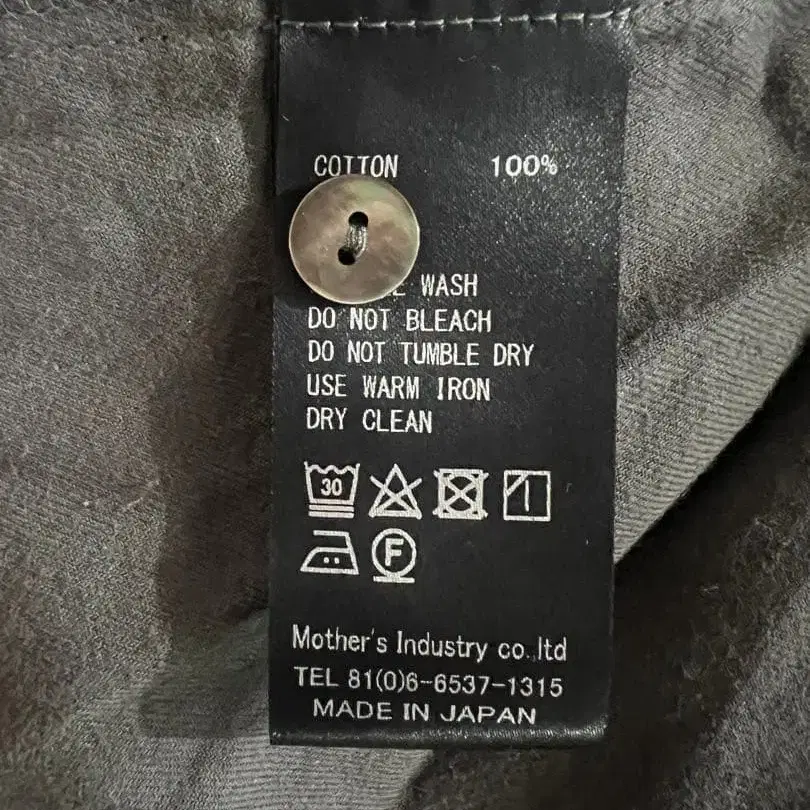 COTTON 100%
WASH
DO NOT BLEACH
DO NOT TUMBLE DRY
USE WARM IRON
DRY CLEAN
30
F
Mother's Industry co.,ltd
TEL 81(0)6-6537-1315
MADE IN JAPAN